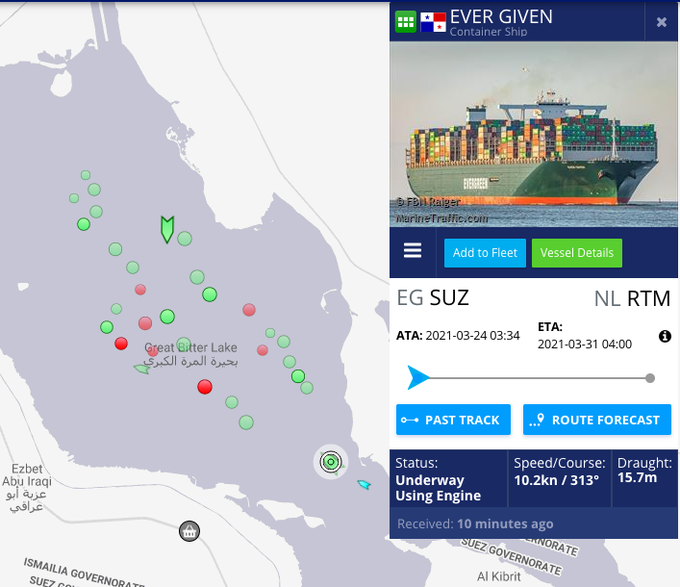 EVER GIVEN
Container Ship
EVERGREEN
© FBN Raiger
MarineTraffic.com
Add to Fleet
Vessel Details
EG SUZ
NL RTM
ATA: 2021-03-24 03:34
ETA:
2021-03-31 04:00
PAST TRACK
ROUTE FORECAST
Status:
Underway
Using Engine
Speed/Course:
10.2kn / 313°
Draught:
15.7m
Received: 10 minutes ago
Great Bitter Lake
بحيرة المرة الكبرى
Ezbet
Abu Iraqi
عزبة أبو
عراقي
ISMAILIA GOVERNORATE
SUEZ GOVERNORATE
SUEZ GOVERNORATE
Al Kibrit